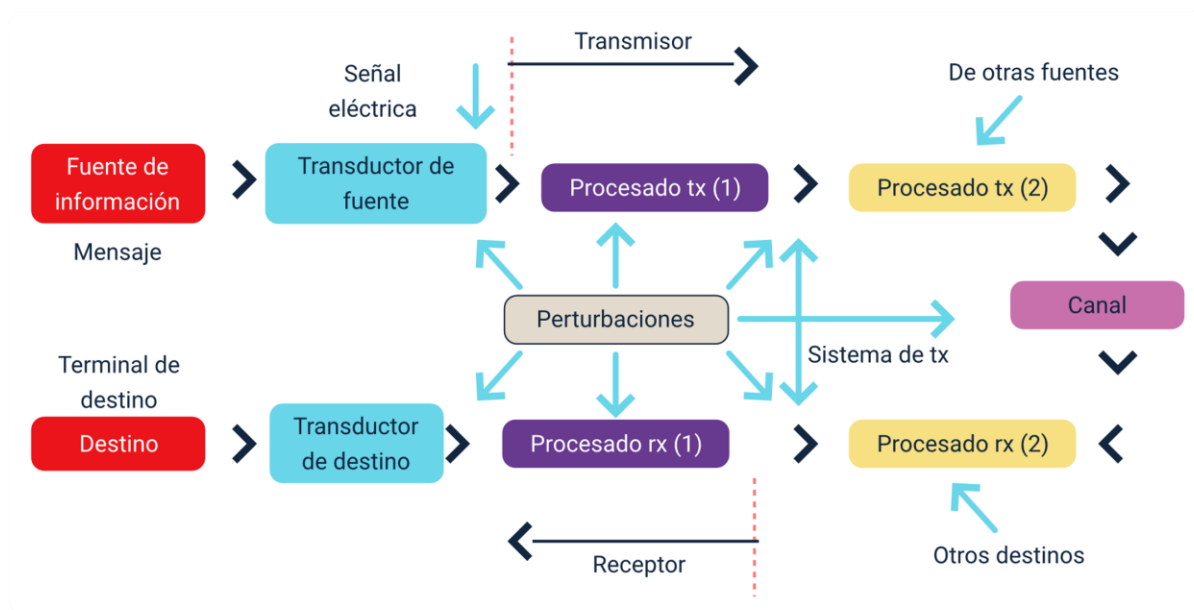 Transmisor
Señal
eléctrica
De otras fuentes
Fuente de
información
Transductor de
fuente
Procesado tx (1)
Procesado tx (2)
Mensaje
Perturbaciones
Canal
Sistema de tx
Terminal de
destino
Destino
Transductor
de destino
Procesado rx (1)
Procesado rx (2)
Receptor
Otros destinos